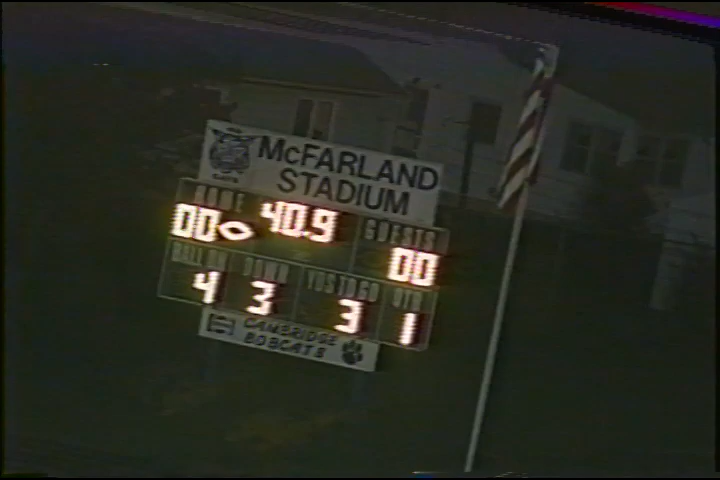 McFARLAND
STADIUM
HOME 40.9 GUESTS
00 00
BALL ON DOWN YDS TO GO QTR
4 3 3 1
CAMBRIDGE
BOBCATS